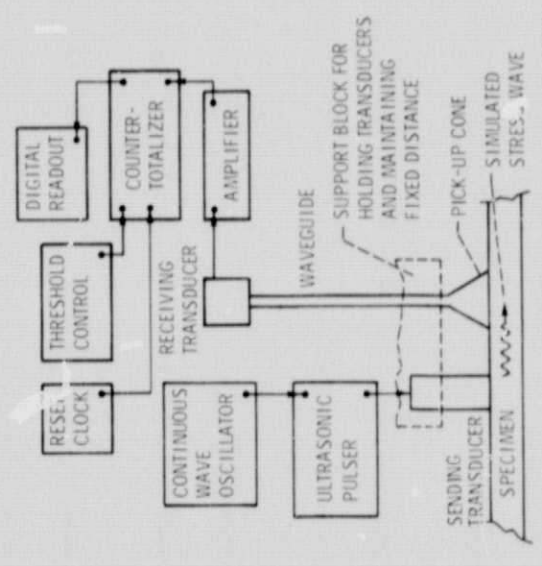 DIGITAL
READOUT
THRESHOLD
CONTROL
RESET
CLOCK
COUNTER-
TOTALIZER
AMPLIFIER
RECEIVING
TRANSDUCER
CONTINUOUS
WAVE
OSCILLATOR
ULTRASONIC
PULSER
WAVEGUIDE
SUPPORT BLOCK FOR
HOLDING TRANSDUCERS
AND MAINTAINING
FIXED DISTANCE
PICK-UP CONE
SIMULATED
STRESS WAVE
SENDING
TRANSDUCER
SPECIMEN